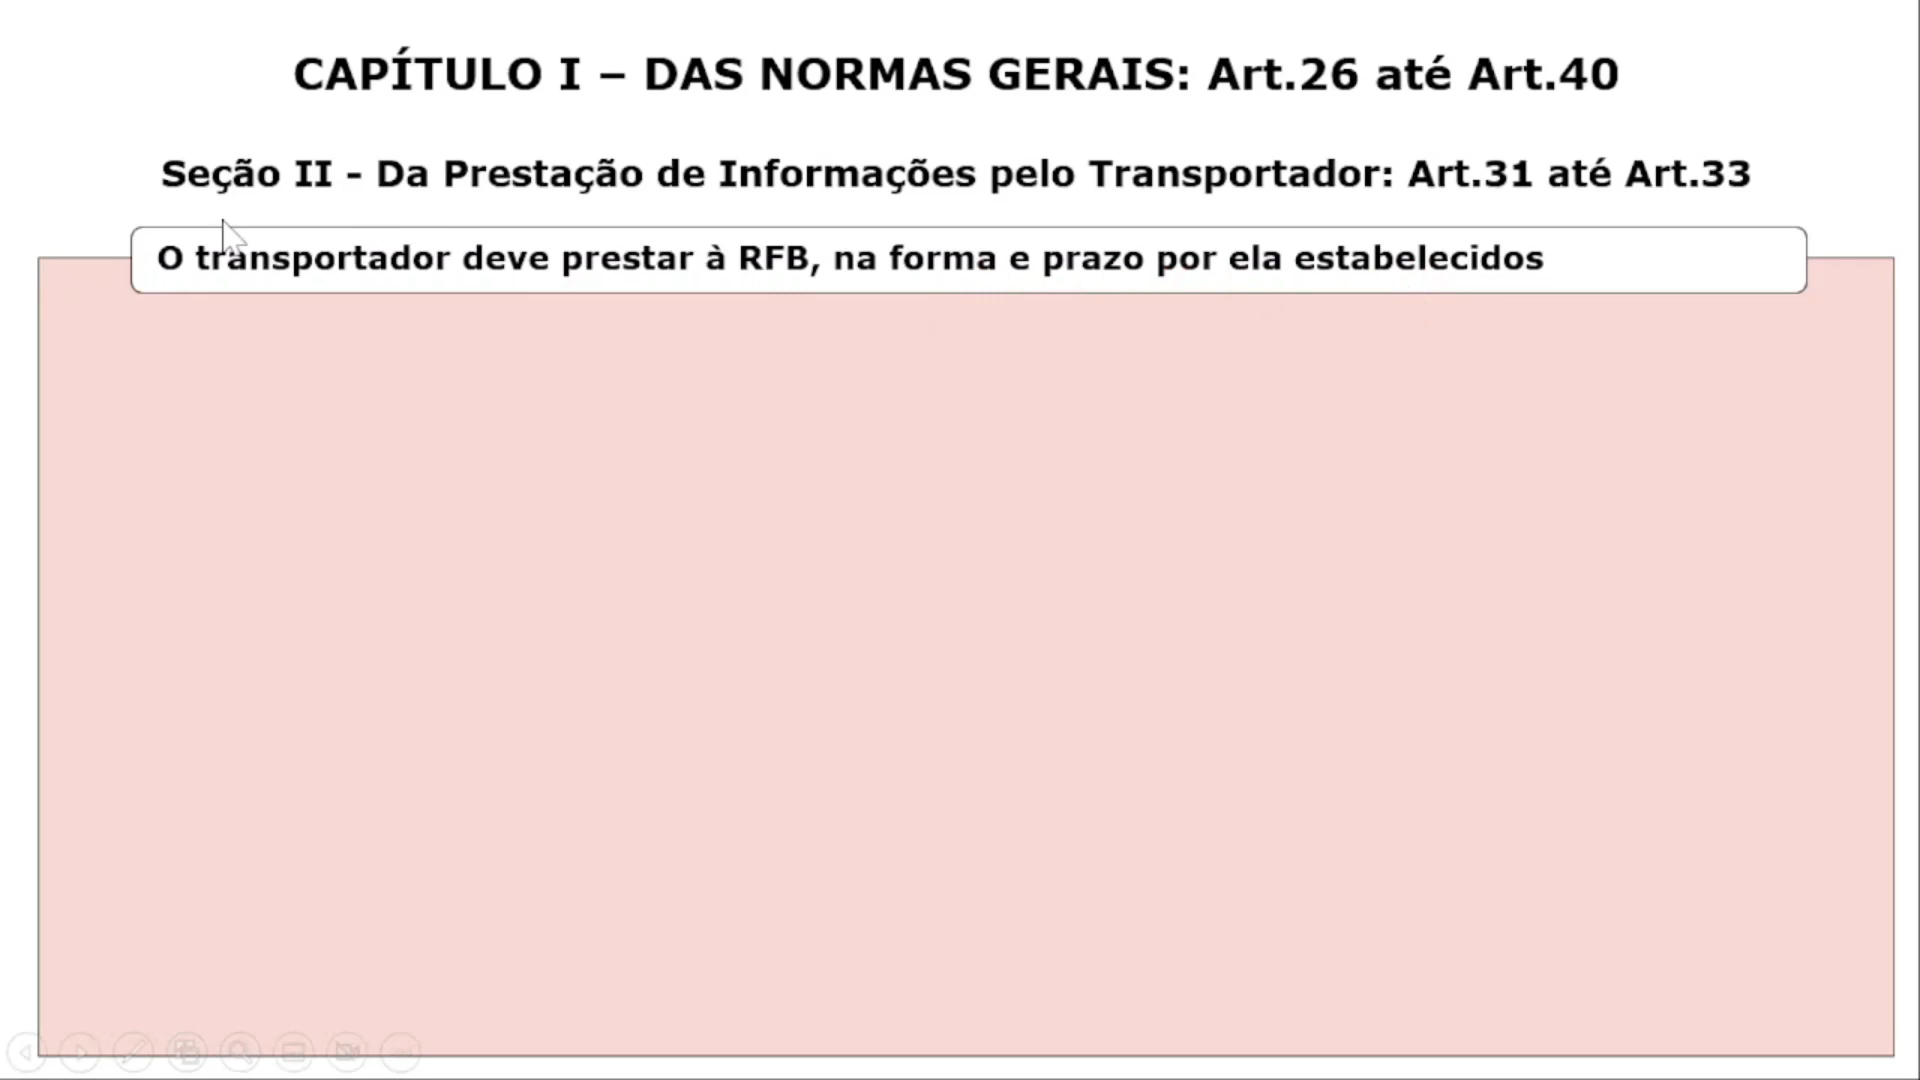 CAPÍTULO I – DAS NORMAS GERAIS: Art.26 até Art.40
Seção II - Da Prestação de Informações pelo Transportador: Art.31 até Art.33
O transportador deve prestar à RFB, na forma e prazo por ela estabelecidos